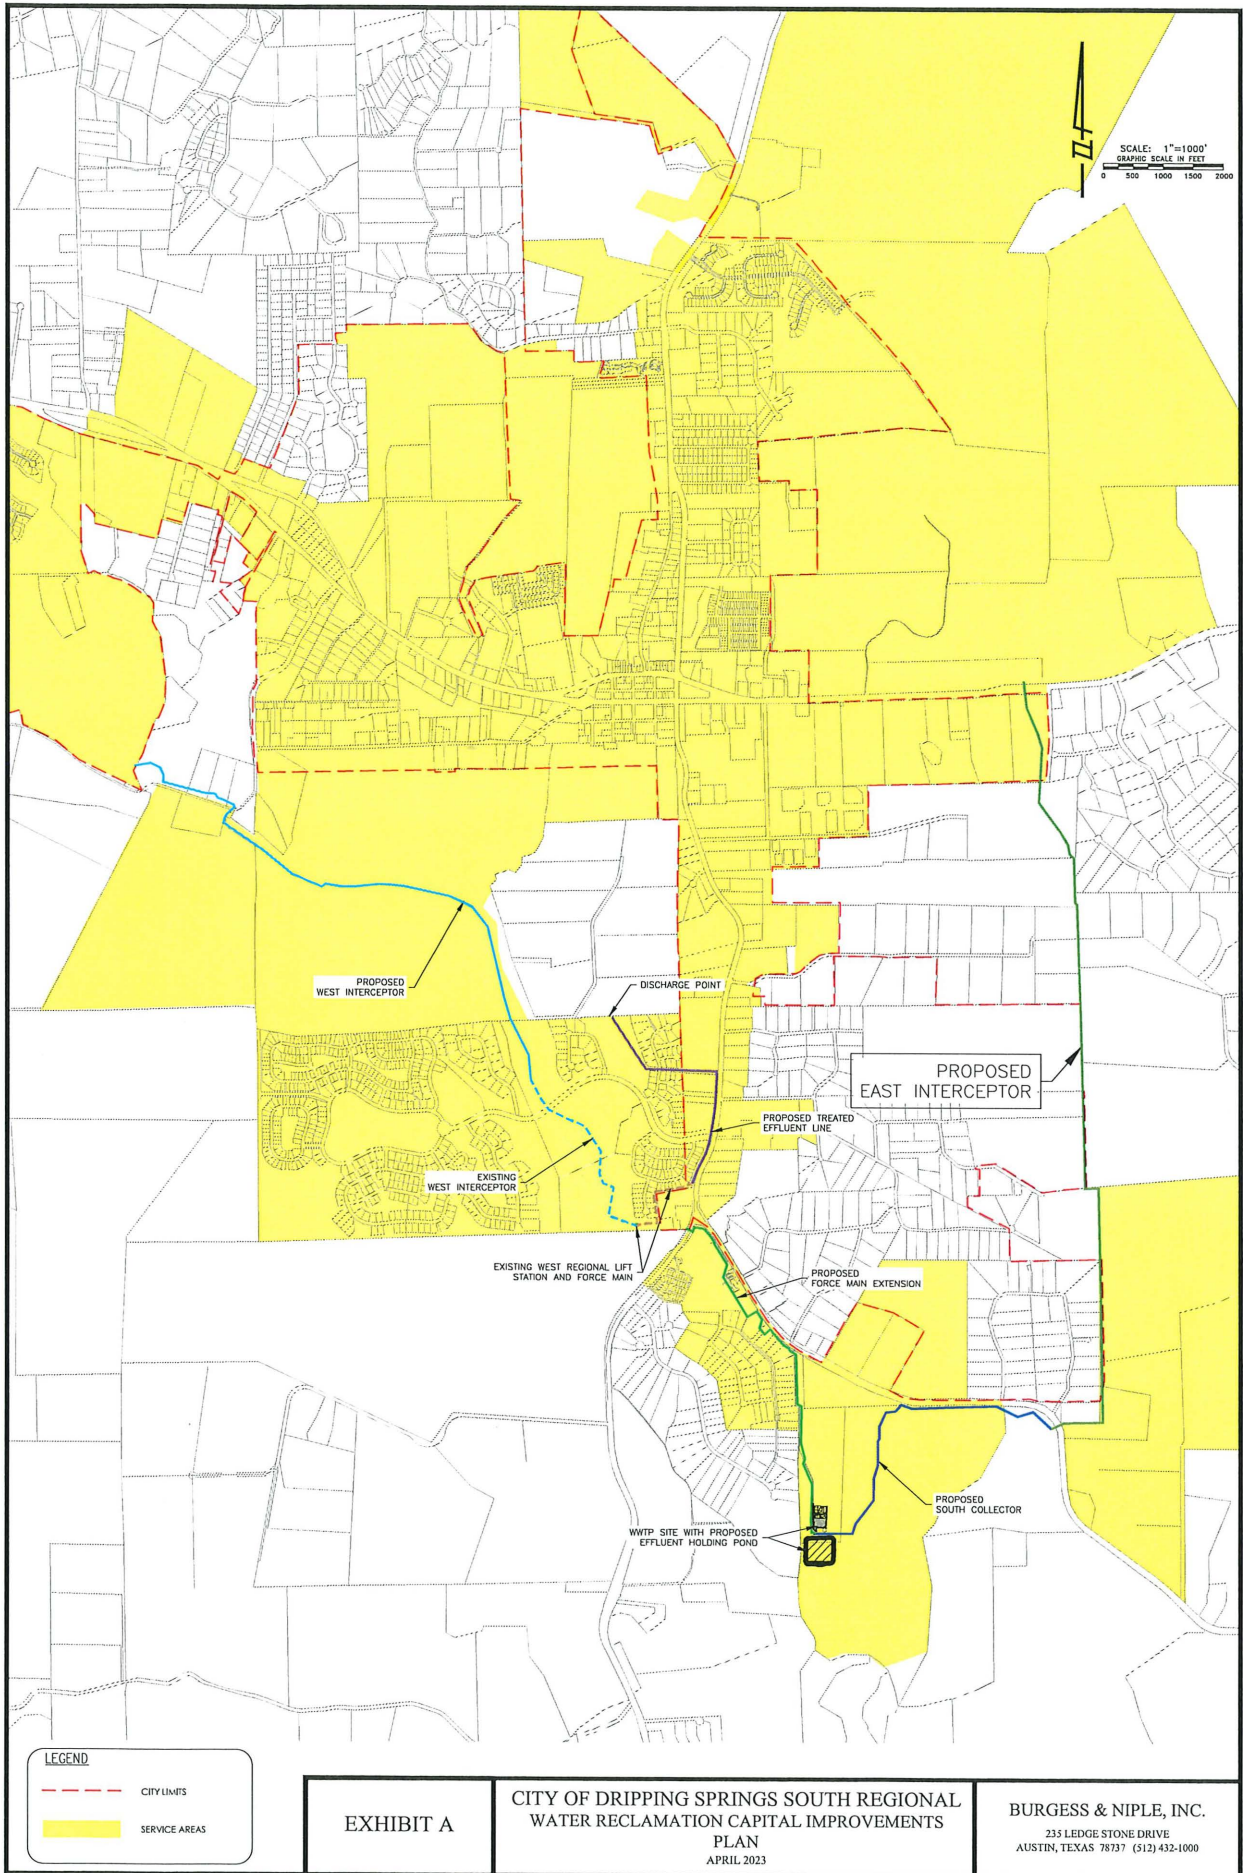 SCALE: 1"=1000'
GRAPHIC SCALE IN FEET
0 500 1000 1500 2000
PROPOSED
WEST INTERCEPTOR
DISCHARGE POINT
PROPOSED
EAST INTERCEPTOR
PROPOSED TREATED
EFFLUENT LINE
EXISTING
WEST INTERCEPTOR
EXISTING WEST REGIONAL LIFT
STATION AND FORCE MAIN
PROPOSED
FORCE MAIN EXTENSION
PROPOSED
SOUTH COLLECTOR
WWTP SITE WITH PROPOSED
EFFLUENT HOLDING POND
LEGEND
CITY LIMITS
SERVICE AREAS
EXHIBIT A
CITY OF DRIPPING SPRINGS SOUTH REGIONAL
WATER RECLAMATION CAPITAL IMPROVEMENTS
PLAN
APRIL 2023
BURGESS & NIPLE, INC.
235 LEDGE STONE DRIVE
AUSTIN, TEXAS 78737 (512) 432-1000